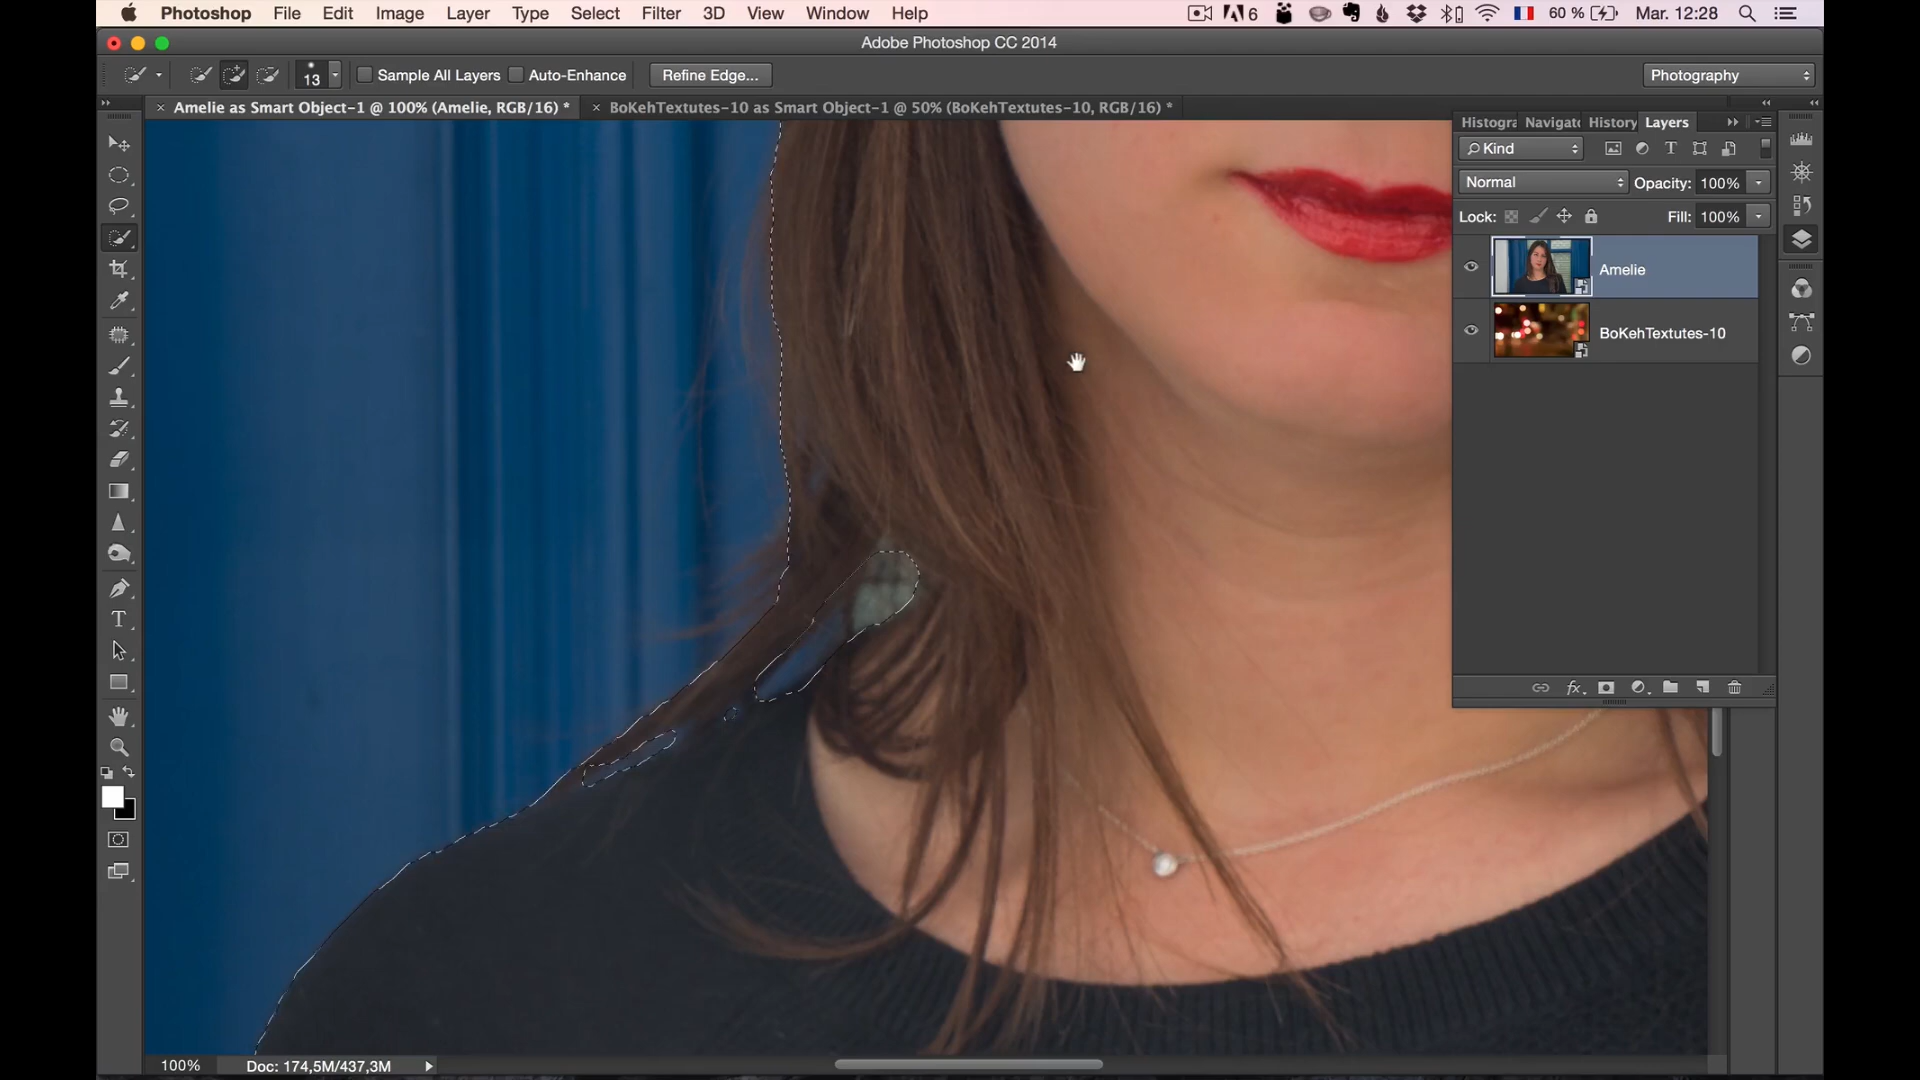 Photoshop File Edit Image Layer Type Select Filter 3D View Window Help 6 60 % Mar. 12:28
Adobe Photoshop CC 2014
13 Sample All Layers Auto-Enhance Refine Edge... Photography
Amelie as Smart Object-1 @ 100% (Amelie, RGB/16) * BoKehTextutes-10 as Smart Object-1 @ 50% (BoKehTextutes-10, RGB/16) *
Histogra Navigato History Layers
Kind
Normal Opacity: 100%
Lock: Fill: 100%
Amelie
BoKehTextutes-10
fx
100% Doc: 174,5M/437,3M